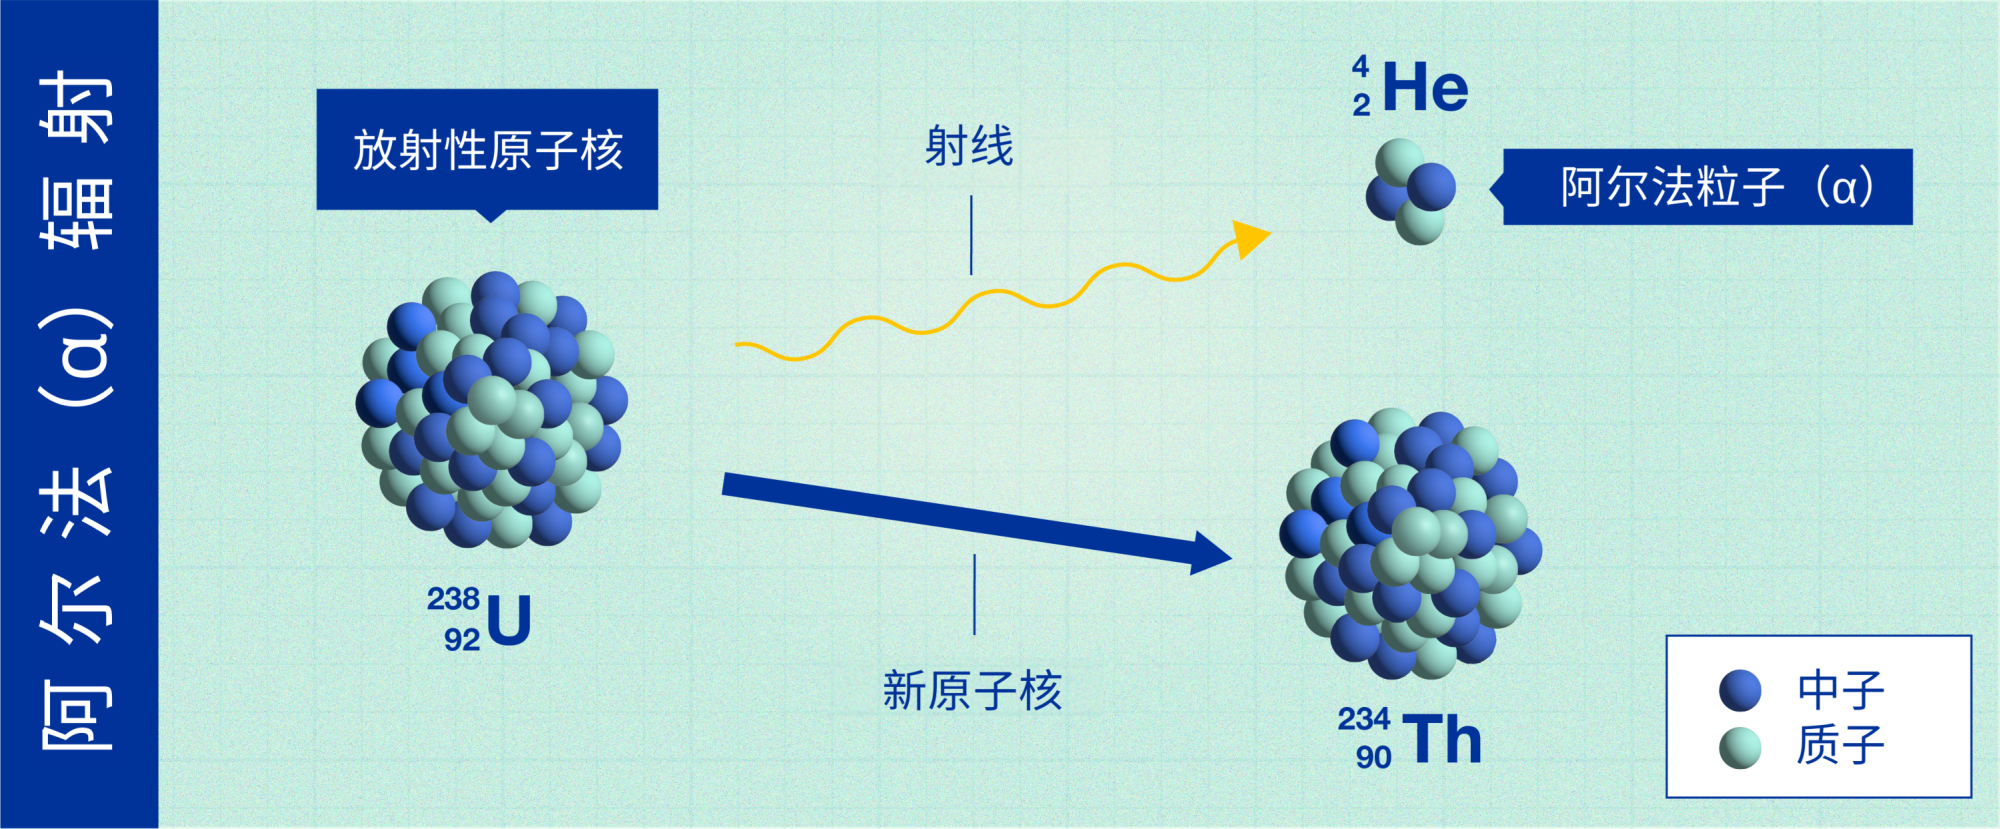 阿尔法（α）辐射
放射性原子核
238
92 U
射线
4
2 He
阿尔法粒子（α）
新原子核
234
90 Th
中子
质子